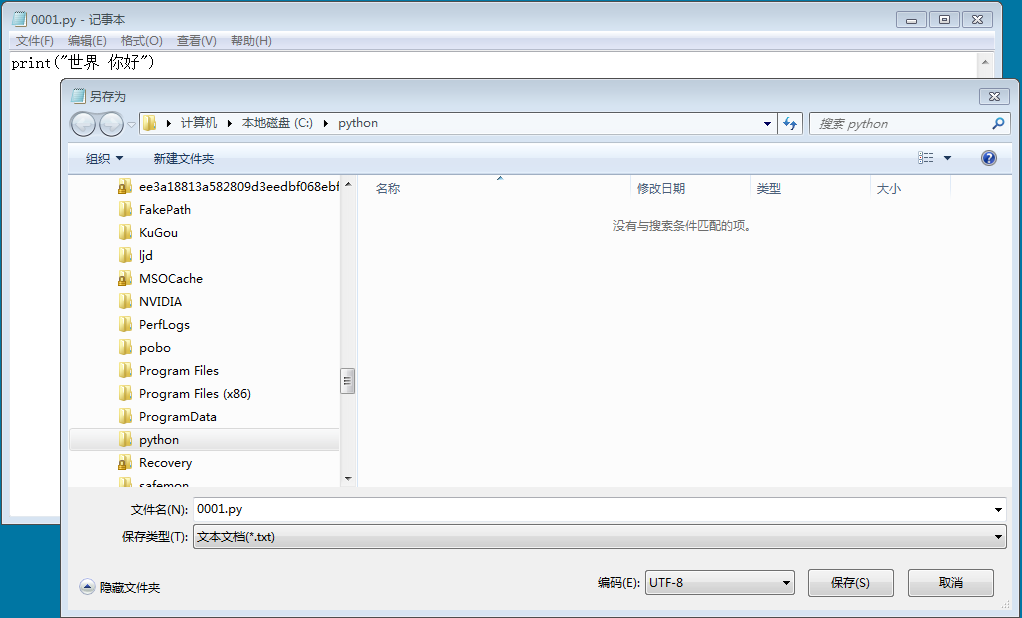 0001.py - 记事本
文件(F) 编辑(E) 格式(O) 查看(V) 帮助(H)
print("世界 你好")
另存为
计算机 本地磁盘 (C:) python
搜索 python
组织 新建文件夹
ee3a18813a582809d3eedbf068ebf
FakePath
KuGou
ljd
MSOCache
NVIDIA
PerfLogs
pobo
Program Files
Program Files (x86)
ProgramData
python
Recovery
safemon
名称 修改日期 类型 大小
没有与搜索条件匹配的项。
文件名(N): 0001.py
保存类型(T): 文本文档(*.txt)
隐藏文件夹 编码(E): UTF-8 保存(S) 取消